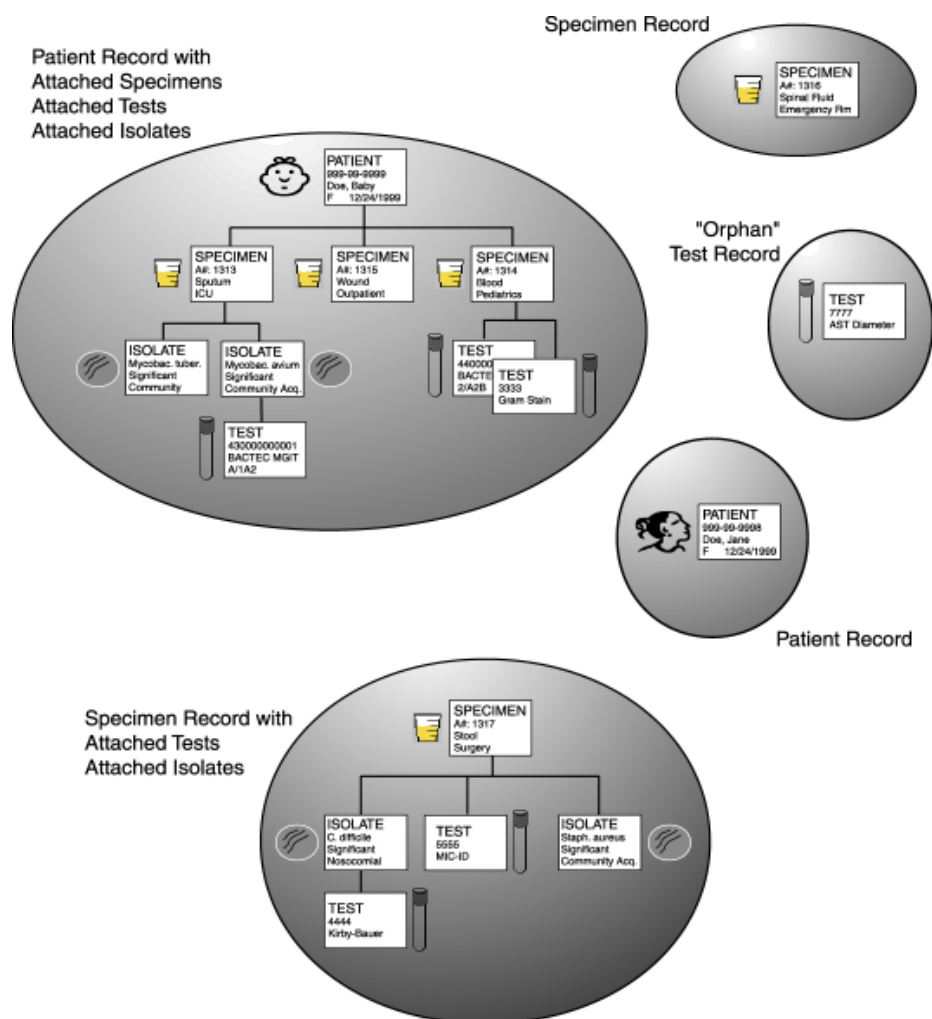 Specimen Record
Patient Record with
Attached Specimens
Attached Tests
Attached Isolates
SPECIMEN
A#: 1316
Spinal Fluid
Emergency Rm
PATIENT
999-99-9999
Doe, Baby
F 12/24/1999
SPECIMEN
A#: 1313
Sputum
ICU
SPECIMEN
A#: 1315
Wound
Outpatient
SPECIMEN
A#: 1314
Blood
Pediatrics
ISOLATE
Mycobac. tuber.
Significant
Community
ISOLATE
Mycobac. avium
Significant
Community Acq.
TEST
440000
BACTE
2/A2B
TEST
3333
Gram Stain
TEST
430000000001
BACTEC MGIT
A/1A2
"Orphan"
Test Record
TEST
7777
AST Diameter
PATIENT
999-99-9998
Doe, Jane
F 12/24/1999
Patient Record
Specimen Record with
Attached Tests
Attached Isolates
SPECIMEN
A#: 1317
Stool
Surgery
ISOLATE
C. difficile
Significant
Nosocomial
TEST
5555
MIC-ID
ISOLATE
Staph. aureus
Significant
Community Acq.
TEST
4444
Kirby-Bauer